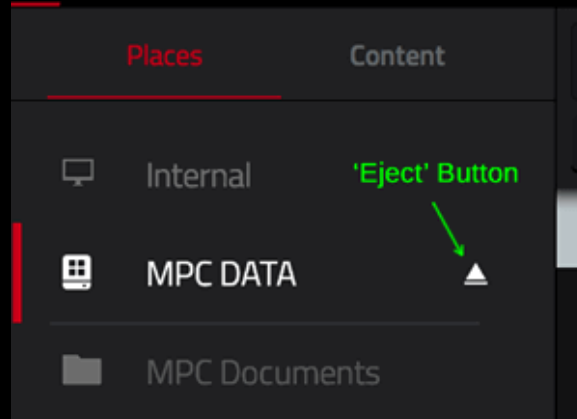 Places
Content
Internal
‘Eject’ Button
MPC DATA
MPC Documents